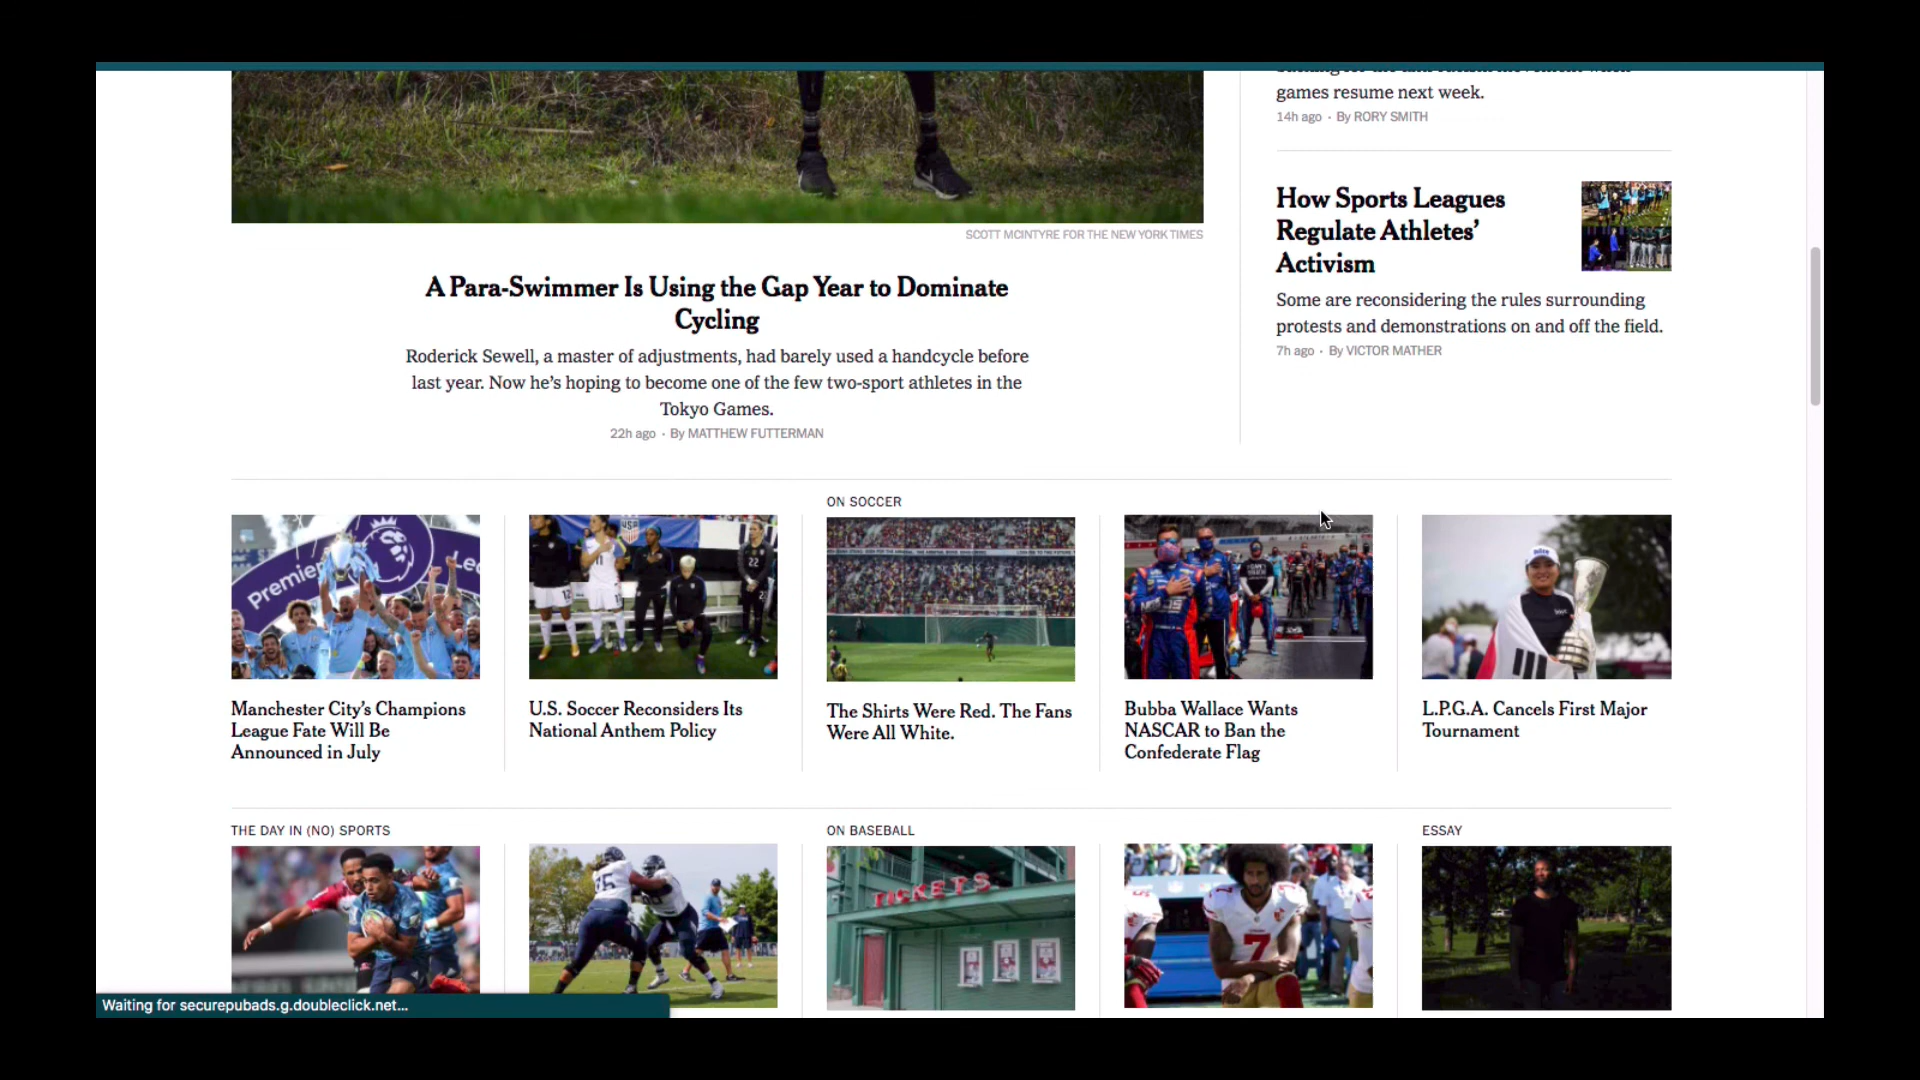 games resume next week.
14h ago · By RORY SMITH
How Sports Leagues
Regulate Athletes’
Activism
Some are reconsidering the rules surrounding
protests and demonstrations on and off the field.
7h ago · By VICTOR MATHER
SCOTT MCINTYRE FOR THE NEW YORK TIMES
A Para-Swimmer Is Using the Gap Year to Dominate
Cycling
Roderick Sewell, a master of adjustments, had barely used a handcycle before
last year. Now he’s hoping to become one of the few two-sport athletes in the
Tokyo Games.
22h ago · By MATTHEW FUTTERMAN
Premier
Manchester City’s Champions
League Fate Will Be
Announced in July
U.S. Soccer Reconsiders Its
National Anthem Policy
ON SOCCER
The Shirts Were Red. The Fans
Were All White.
Bubba Wallace Wants
NASCAR to Ban the
Confederate Flag
L.P.G.A. Cancels First Major
Tournament
THE DAY IN (NO) SPORTS
ON BASEBALL
TICKETS
7
ESSAY
Waiting for securepubads.g.doubleclick.net...